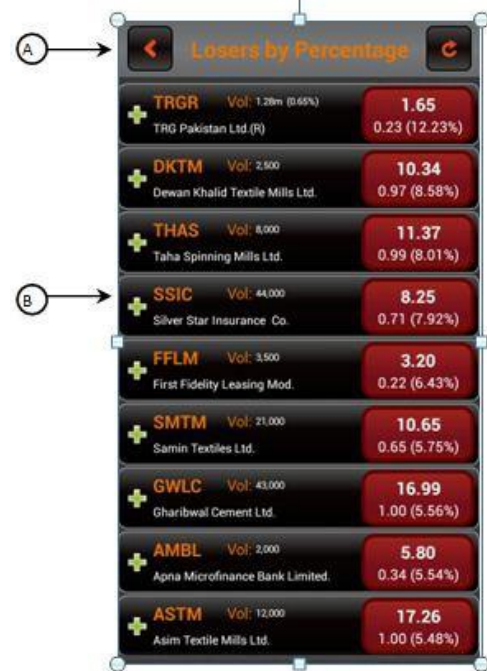 A
Losers by Percentage
TRGR Vol: 1.28m (0.65%)
1.65
TRG Pakistan Ltd.(R)
0.23 (12.23%)
DKTM Vol: 2,500
10.34
Dewan Khalid Textile Mills Ltd.
0.97 (8.58%)
THAS Vol: 8,000
11.37
Taha Spinning Mills Ltd.
0.99 (8.01%)
B
SSIC Vol: 44,000
8.25
Silver Star Insurance Co.
0.71 (7.92%)
FFLM Vol: 3,500
3.20
First Fidelity Leasing Mod.
0.22 (6.43%)
SMTM Vol: 21,000
10.65
Samin Textiles Ltd.
0.65 (5.75%)
GWLC Vol: 43,000
16.99
Gharibwal Cement Ltd.
1.00 (5.56%)
AMBL Vol: 2,000
5.80
Apna Microfinance Bank Limited.
0.34 (5.54%)
ASTM Vol: 12,000
17.26
Asim Textile Mills Ltd.
1.00 (5.48%)